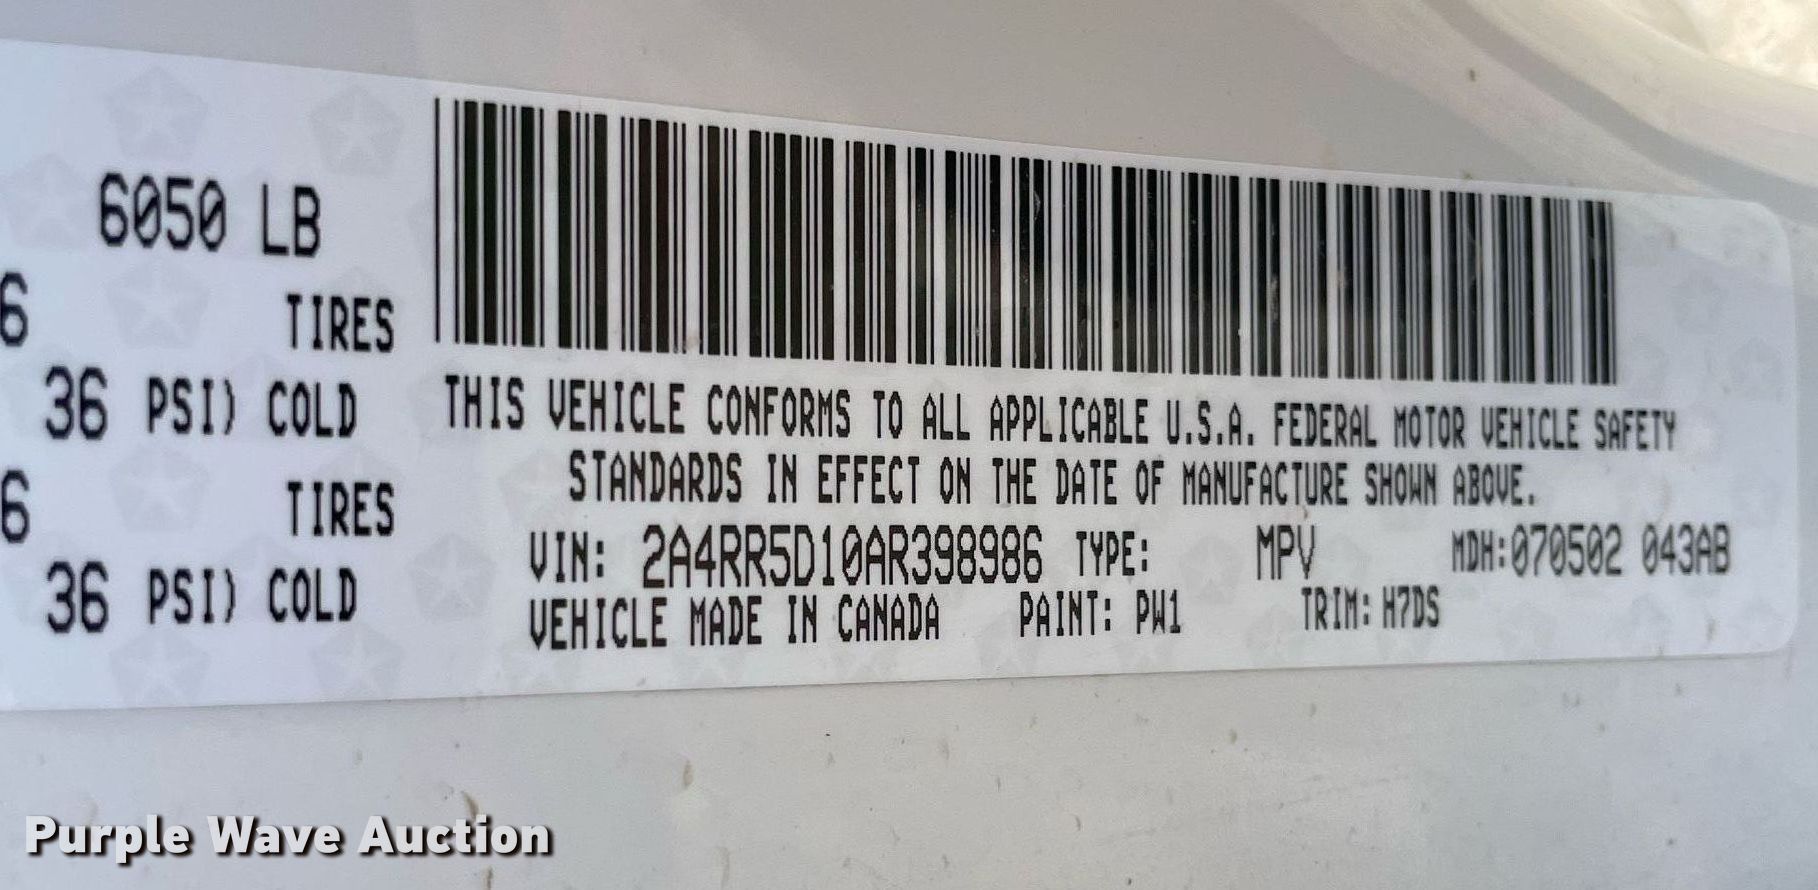 6050 LB
6 TIRES
36 PSI) COLD
6 TIRES
36 PSI) COLD
THIS VEHICLE CONFORMS TO ALL APPLICABLE U.S.A. FEDERAL MOTOR VEHICLE SAFETY
STANDARDS IN EFFECT ON THE DATE OF MANUFACTURE SHOWN ABOVE.
VIN: 2A4RR5D10AR398986 TYPE: MPV MDH:070502 043AB
VEHICLE MADE IN CANADA PAINT: PW1 TRIM: H7DS
Purple Wave Auction